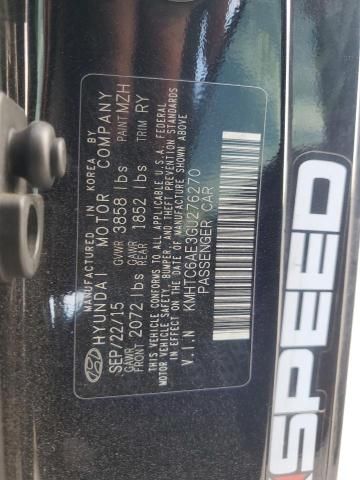 MANUFACTURED IN KOREA BY
HYUNDAI MOTOR COMPANY
SEP/22/15 GVWR 3858 lbs PAINT MZH
GAWR FRONT 2072 lbs GAWR REAR 1852 lbs TRIM RY
THIS VEHICLE CONFORMS TO ALL APPLICABLE U.S.A. FEDERAL
MOTOR VEHICLE SAFETY, BUMPER, AND THEFT PREVENTION
STANDARDS IN EFFECT ON THE DATE OF MANUFACTURE SHOWN ABOVE
V.I.N KMHTC6AE3GU276270
PASSENGER CAR
SPEED